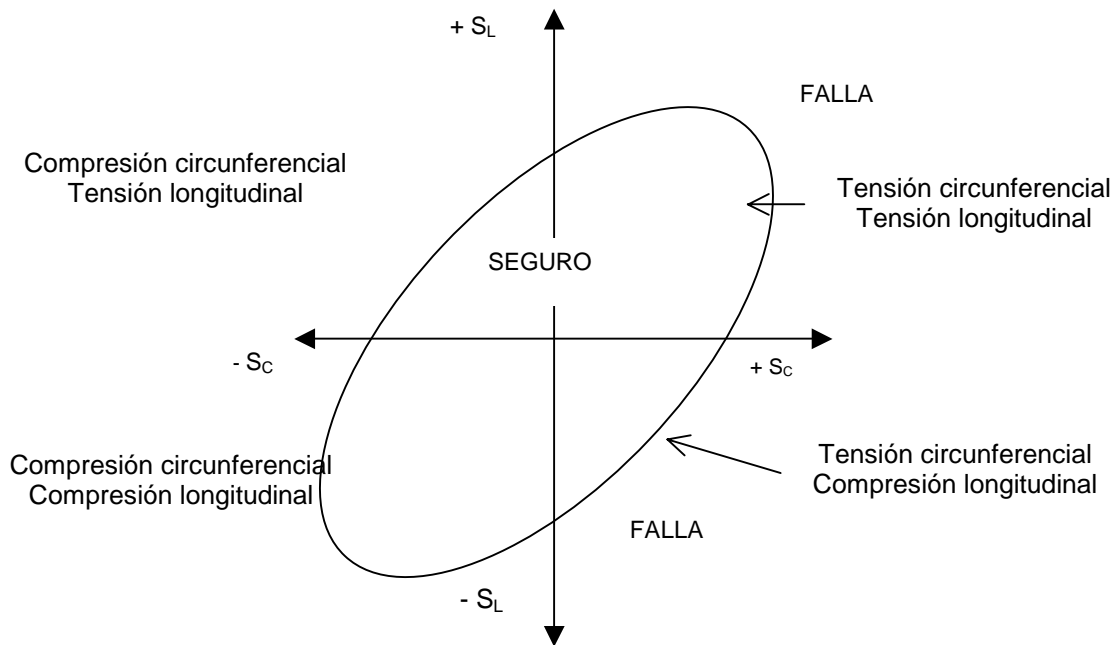 + SL
FALLA
Compresión circunferencial
Tensión longitudinal
Tensión circunferencial
Tensión longitudinal
SEGURO
- SC
+ SC
Compresión circunferencial
Compresión longitudinal
Tensión circunferencial
Compresión longitudinal
FALLA
- SL